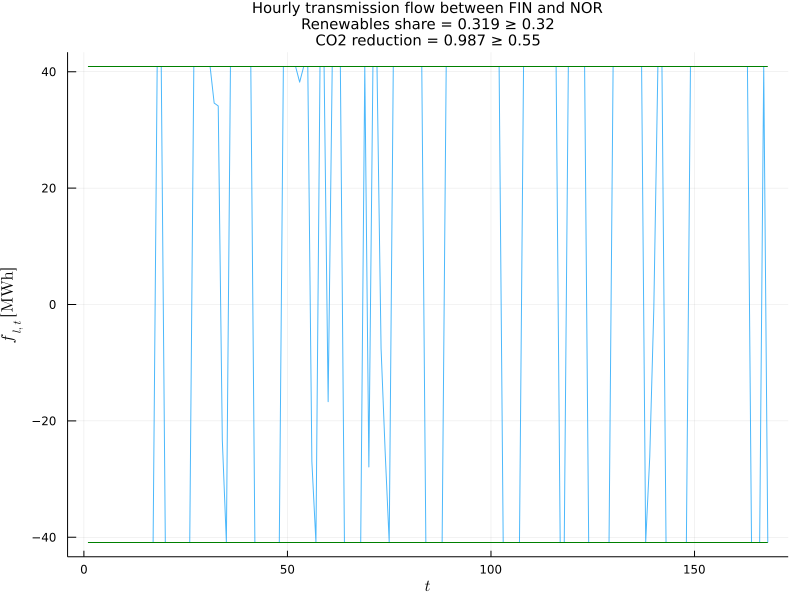 Hourly transmission flow between FIN and NOR
Renewables share = 0.319 ≥ 0.32
CO2 reduction = 0.987 ≥ 0.55
40
20
0
−20
−40
f l,t [MWh]
0
50
100
150
t